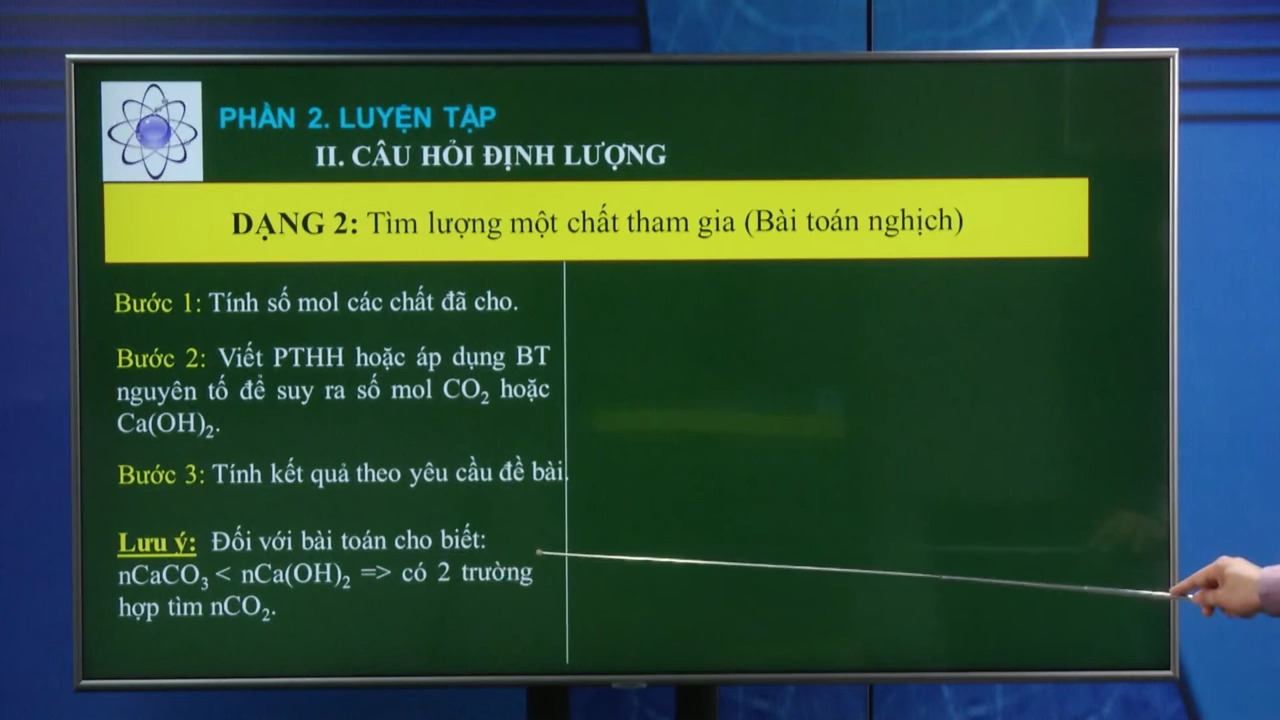 PHẦN 2. LUYỆN TẬP
II. CÂU HỎI ĐỊNH LƯỢNG
DẠNG 2: Tìm lượng một chất tham gia (Bài toán nghịch)
Bước 1: Tính số mol các chất đã cho.
Bước 2: Viết PTHH hoặc áp dụng BT
nguyên tố để suy ra số mol CO₂ hoặc
Ca(OH)₂.
Bước 3: Tính kết quả theo yêu cầu đề bài.
Lưu ý: Đối với bài toán cho biết:
nCaCO₃ < nCa(OH)₂ => có 2 trường
hợp tìm nCO₂.